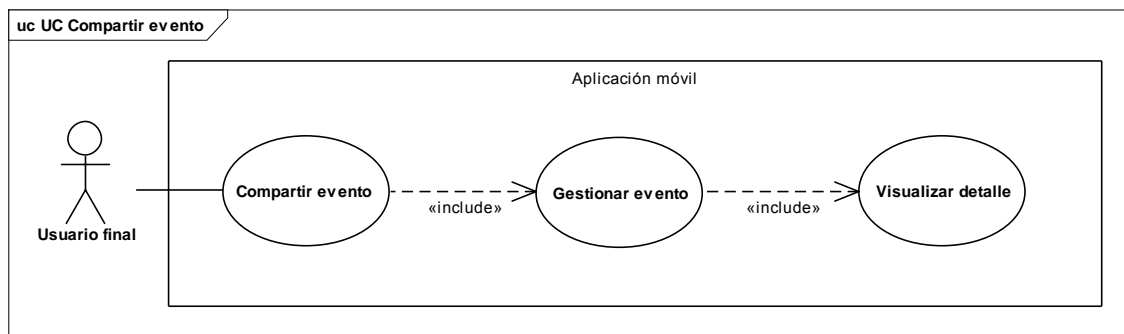 uc UC Compartir evento
Aplicación móvil
Compartir evento
Gestionar evento
Visualizar detalle
«include»
«include»
Usuario final